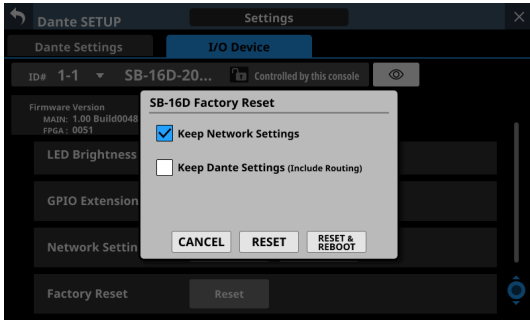 Dante SETUP
Settings
Dante Settings
I/O Device
ID# 1-1 SB-16D-20... Controlled by this console
Firmware Version
MAIN: 1.00 Build0048
FPGA: 0051
SB-16D Factory Reset
Keep Network Settings
Keep Dante Settings (Include Routing)
CANCEL
RESET
RESET &
REBOOT
LED Brightness
GPIO Extension
Network Settin
Factory Reset
Reset